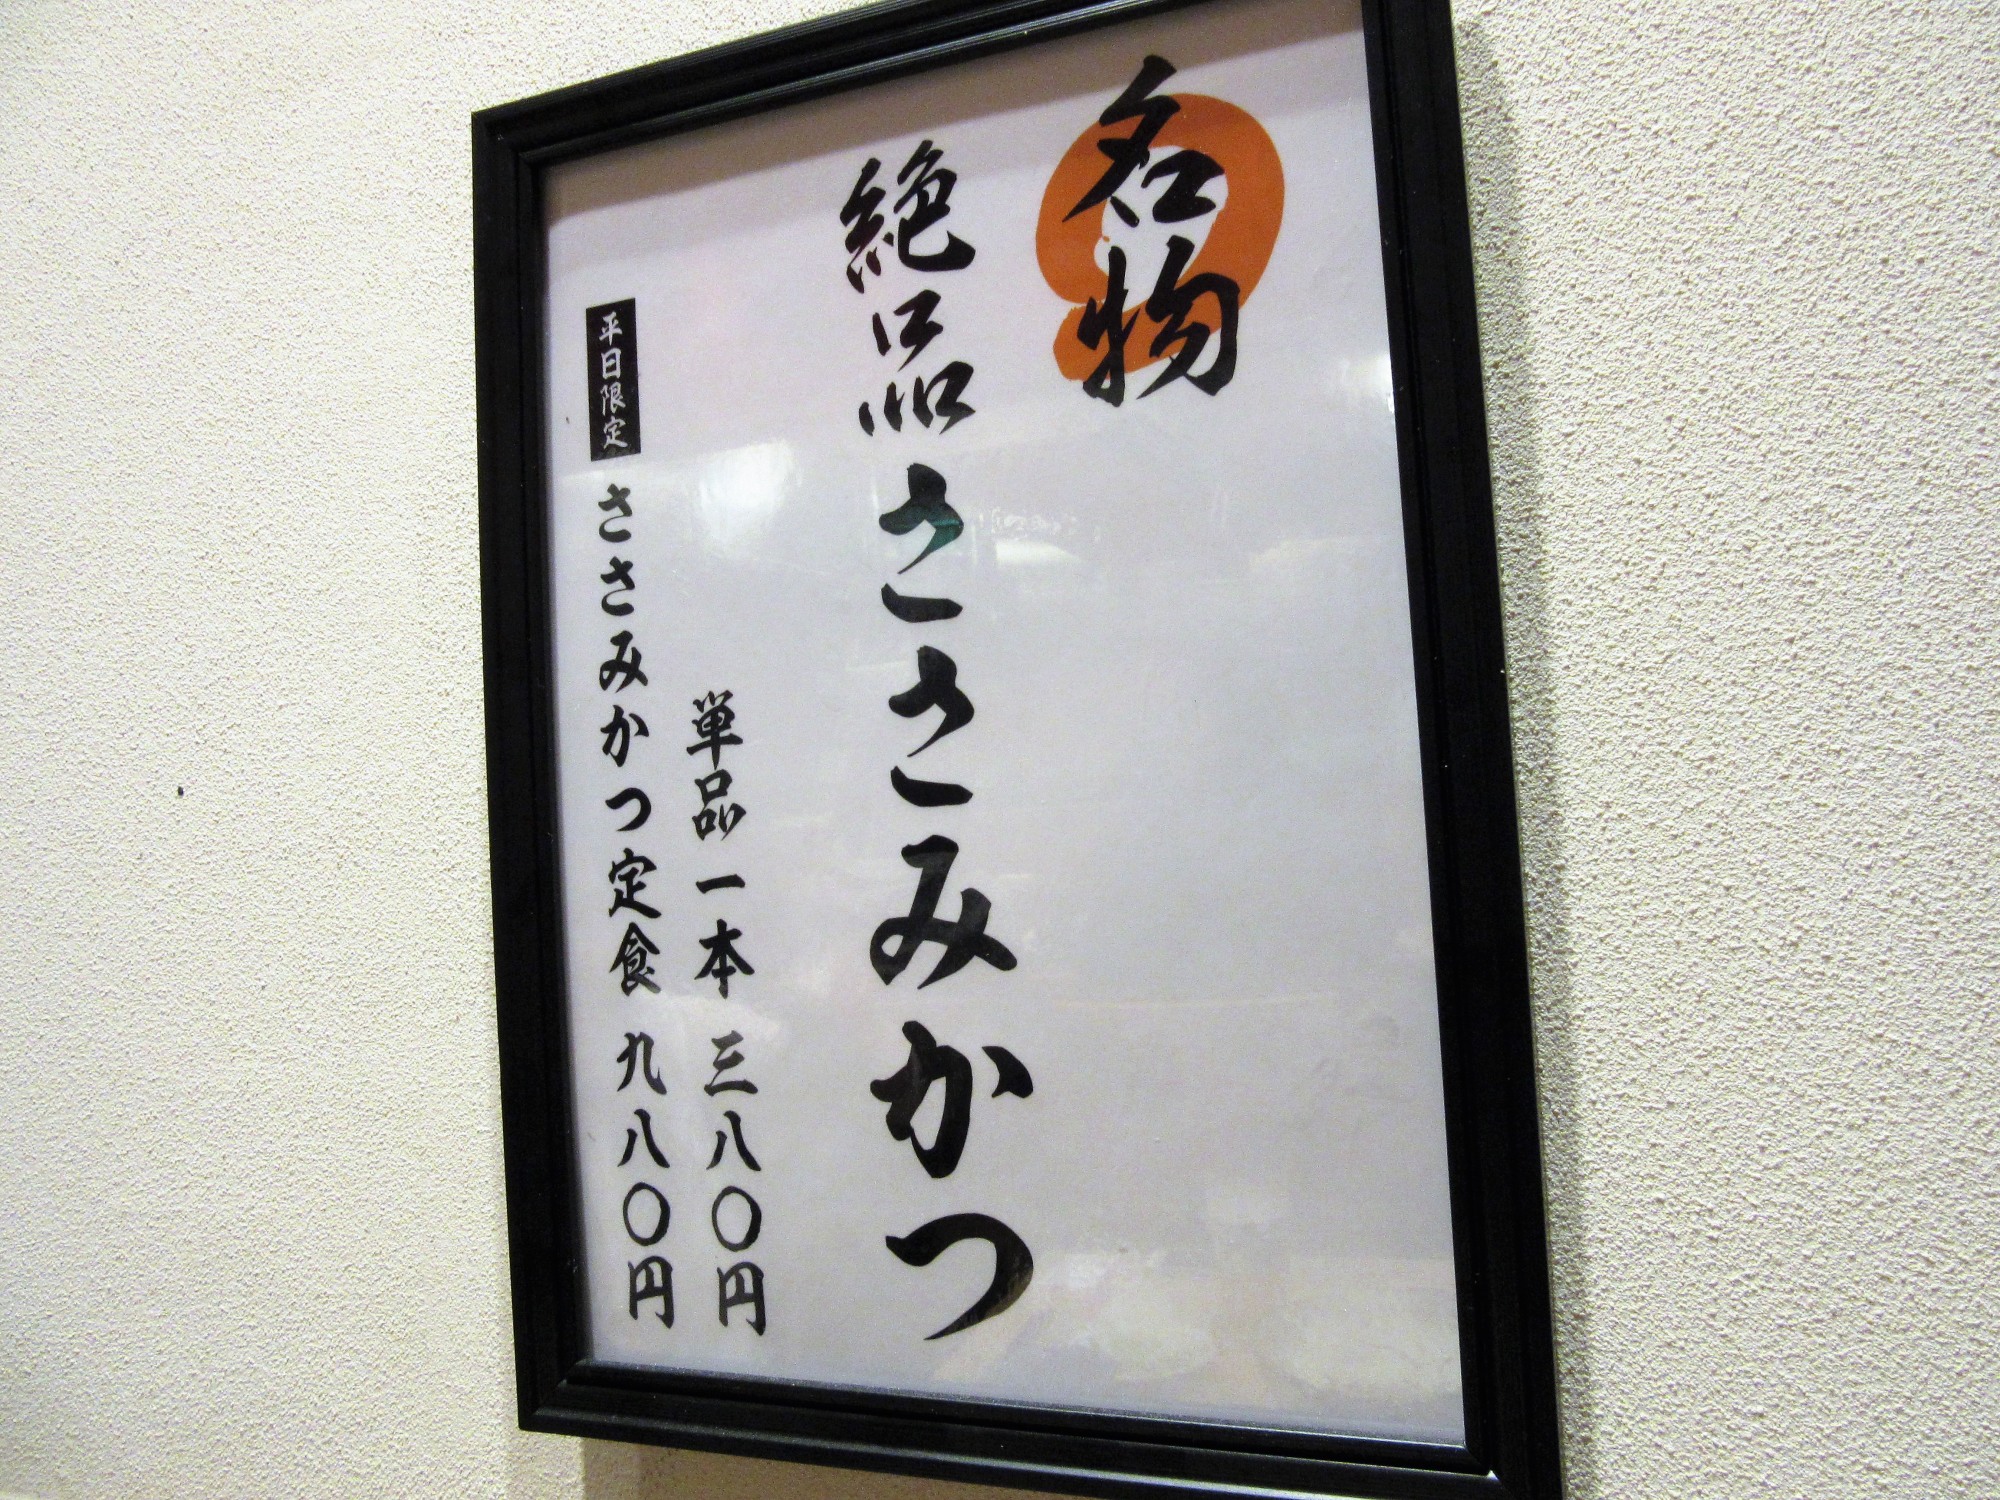 名物
絶品ささみかつ
単品一本 三八〇円
平日限定 ささみかつ定食 九八〇円